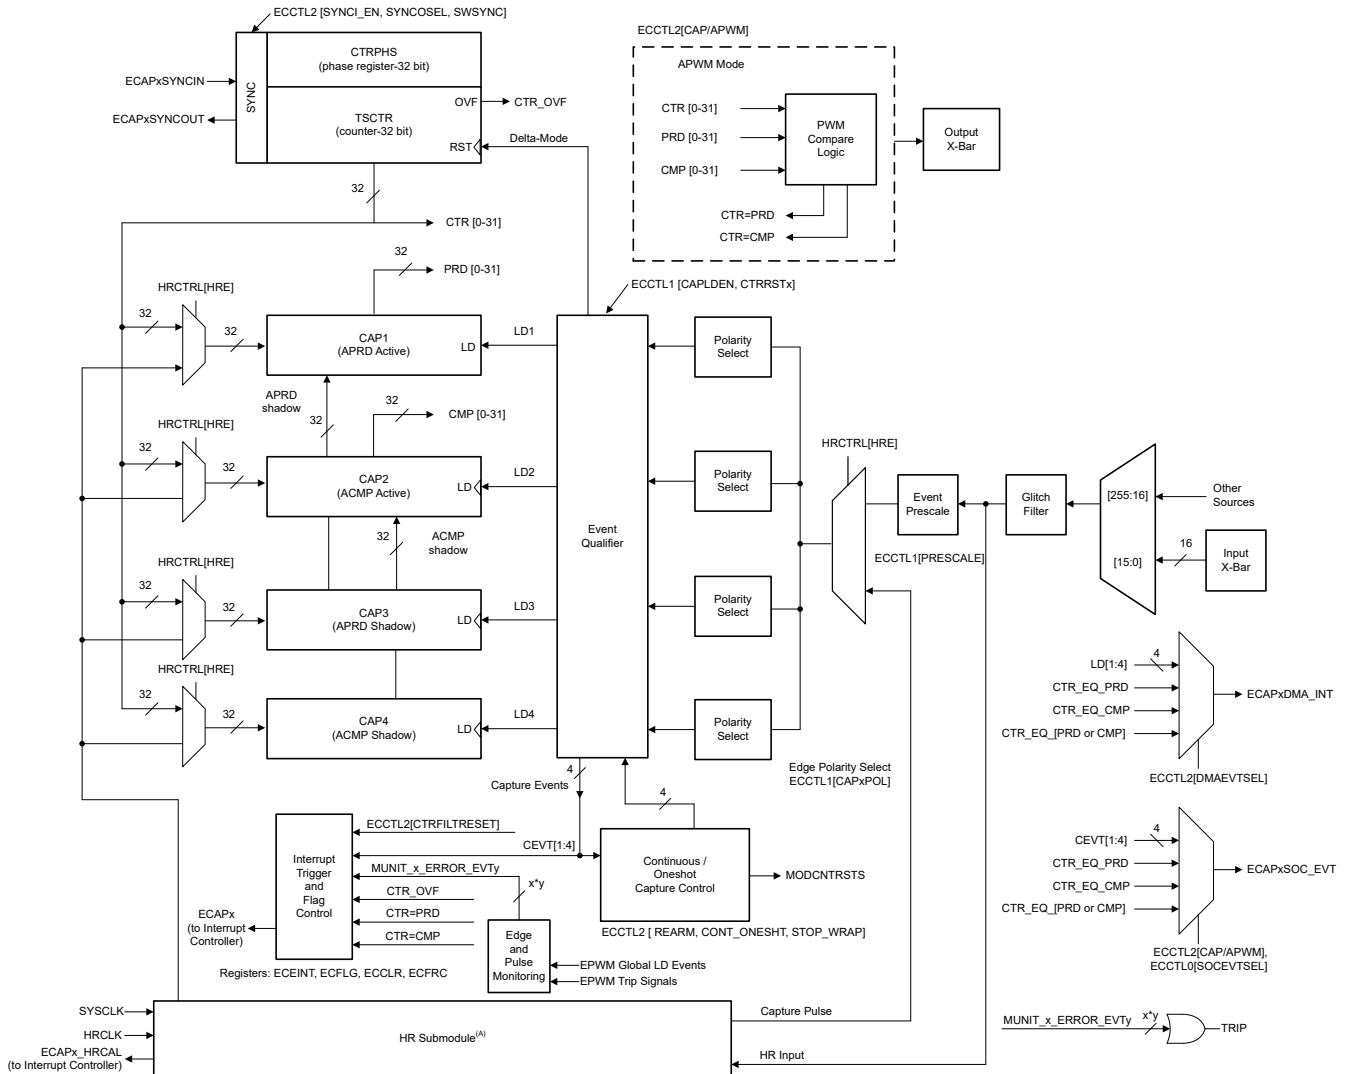 ECCTL2 [SYNCI_EN, SYNCOSEL, SWSYNC]
SYNC
CTRPHS
(phase register-32 bit)
TSCTR
(counter-32 bit)
OVF
RST
ECAPxSYNCIN
ECAPxSYNCOUT
CTR_OVF
Delta-Mode
32
CTR [0-31]
32
PRD [0-31]
ECCTL2[CAP/APWM]
APWM Mode
CTR [0-31]
PRD [0-31]
CMP [0-31]
PWM
Compare
Logic
CTR=PRD
CTR=CMP
Output
X-Bar
ECCTL1 [CAPLDEN, CTRRSTx]
HRCTRL[HRE]
32
32
CAP1
(APRD Active)
LD
LD1
Polarity
Select
APRD
shadow
32
32
CMP [0-31]
HRCTRL[HRE]
32
32
CAP2
(ACMP Active)
LD
LD2
Polarity
Select
32
ACMP
shadow
Event
Qualifier
HRCTRL[HRE]
32
32
CAP3
(APRD Shadow)
LD
LD3
Polarity
Select
HRCTRL[HRE]
32
32
CAP4
(ACMP Shadow)
LD
LD4
Polarity
Select
Edge Polarity Select
ECCTL1[CAPxPOL]
HRCTRL[HRE]
Event
Prescale
ECCTL1[PRESCALE]
Glitch
Filter
[255:16]
[15:0]
Other
Sources
16
Input
X-Bar
LD[1:4]
4
CTR_EQ_PRD
CTR_EQ_CMP
CTR_EQ_[PRD or CMP]
ECAPxDMA_INT
ECCTL2[DMAEVTSEL]
CEVT[1:4]
4
CTR_EQ_PRD
CTR_EQ_CMP
CTR_EQ_[PRD or CMP]
ECAPxSOC_EVT
ECCTL2[CAP/APWM],
ECCTL0[SOCEVTSEL]
4
Capture Events
4
ECCTL2[CTRFILTRESET]
CEVT[1:4]
MUNIT_x_ERROR_EVTy
x*y
CTR_OVF
CTR=PRD
CTR=CMP
Interrupt
Trigger
and
Flag
Control
ECAPx
(to Interrupt
Controller)
Registers: ECEINT, ECFLG, ECCLR, ECFRC
Continuous /
Oneshot
Capture Control
MODCNTRSTS
ECCTL2 [ REARM, CONT_ONESHT, STOP_WRAP]
Edge
and
Pulse
Monitoring
EPWM Global LD Events
EPWM Trip Signals
SYSCLK
HRCLK
ECAPx_HRCAL
(to Interrupt Controller)
HR Submodule(A)
Capture Pulse
HR Input
MUNIT_x_ERROR_EVTy
x*y
TRIP